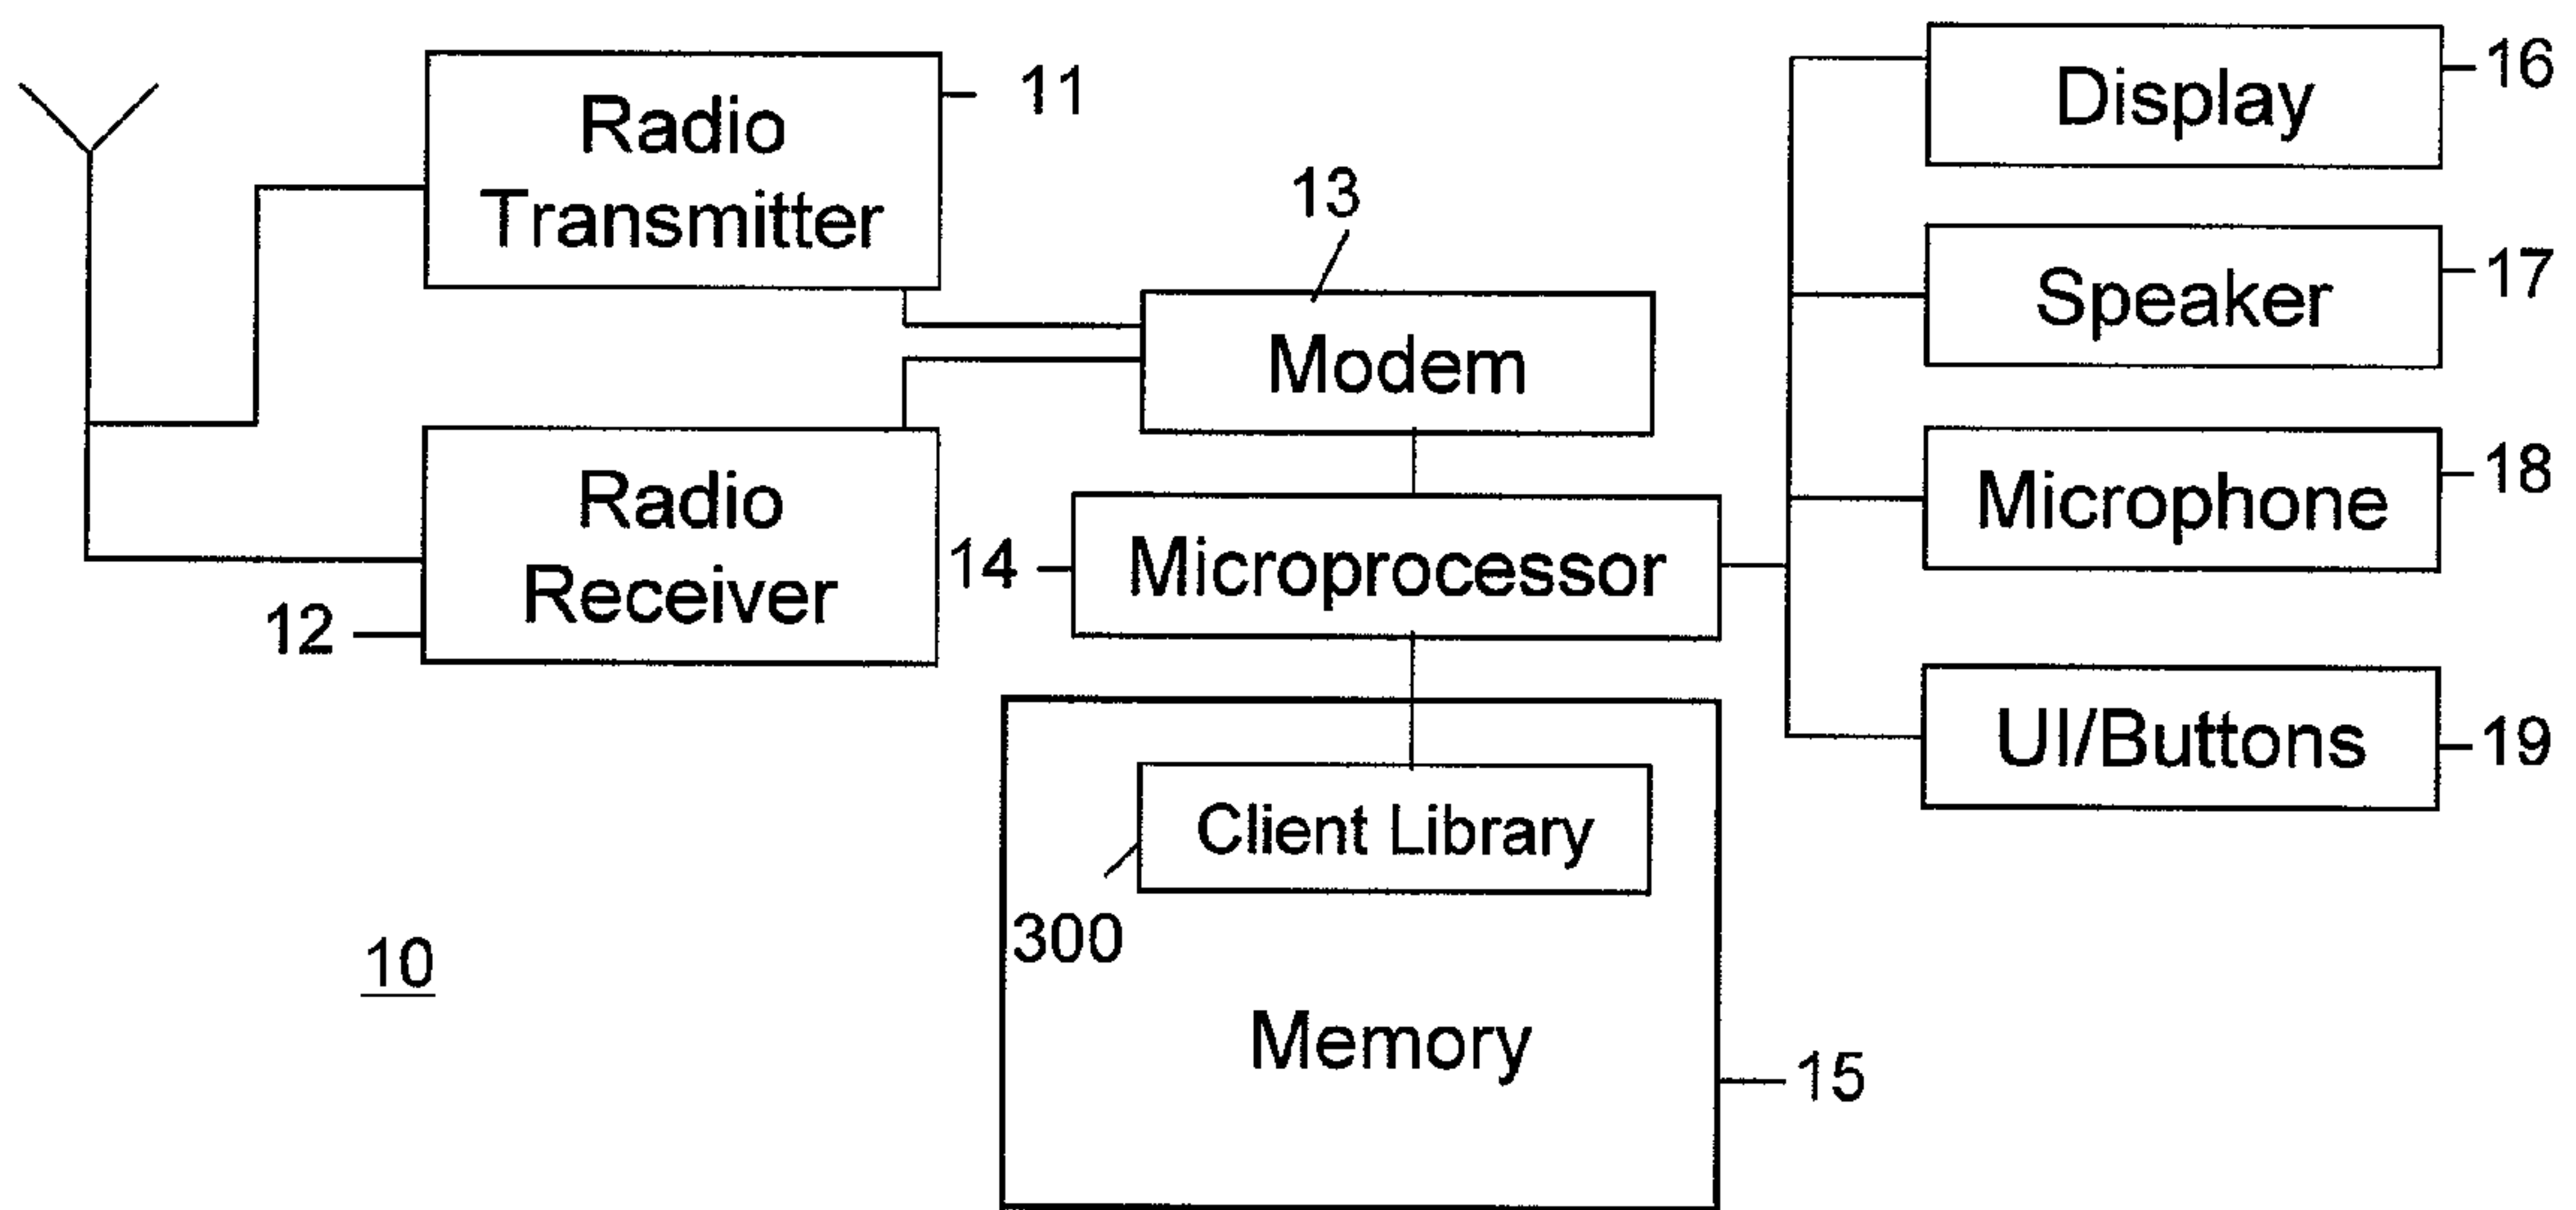 Radio
Transmitter
11
Radio
Receiver
12
13
Modem
14
Microprocessor
Client Library
300
Memory
15
Display
16
Speaker
17
Microphone
18
UI/Buttons
19
10